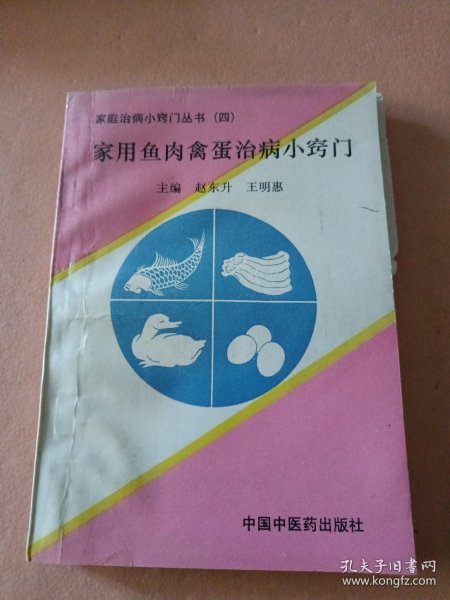 家庭治病小窍门丛书（四）
家用鱼肉禽蛋治病小窍门
主编 赵东升 王明惠
中国中医药出版社
孔夫子旧书网
www.kongfz.com